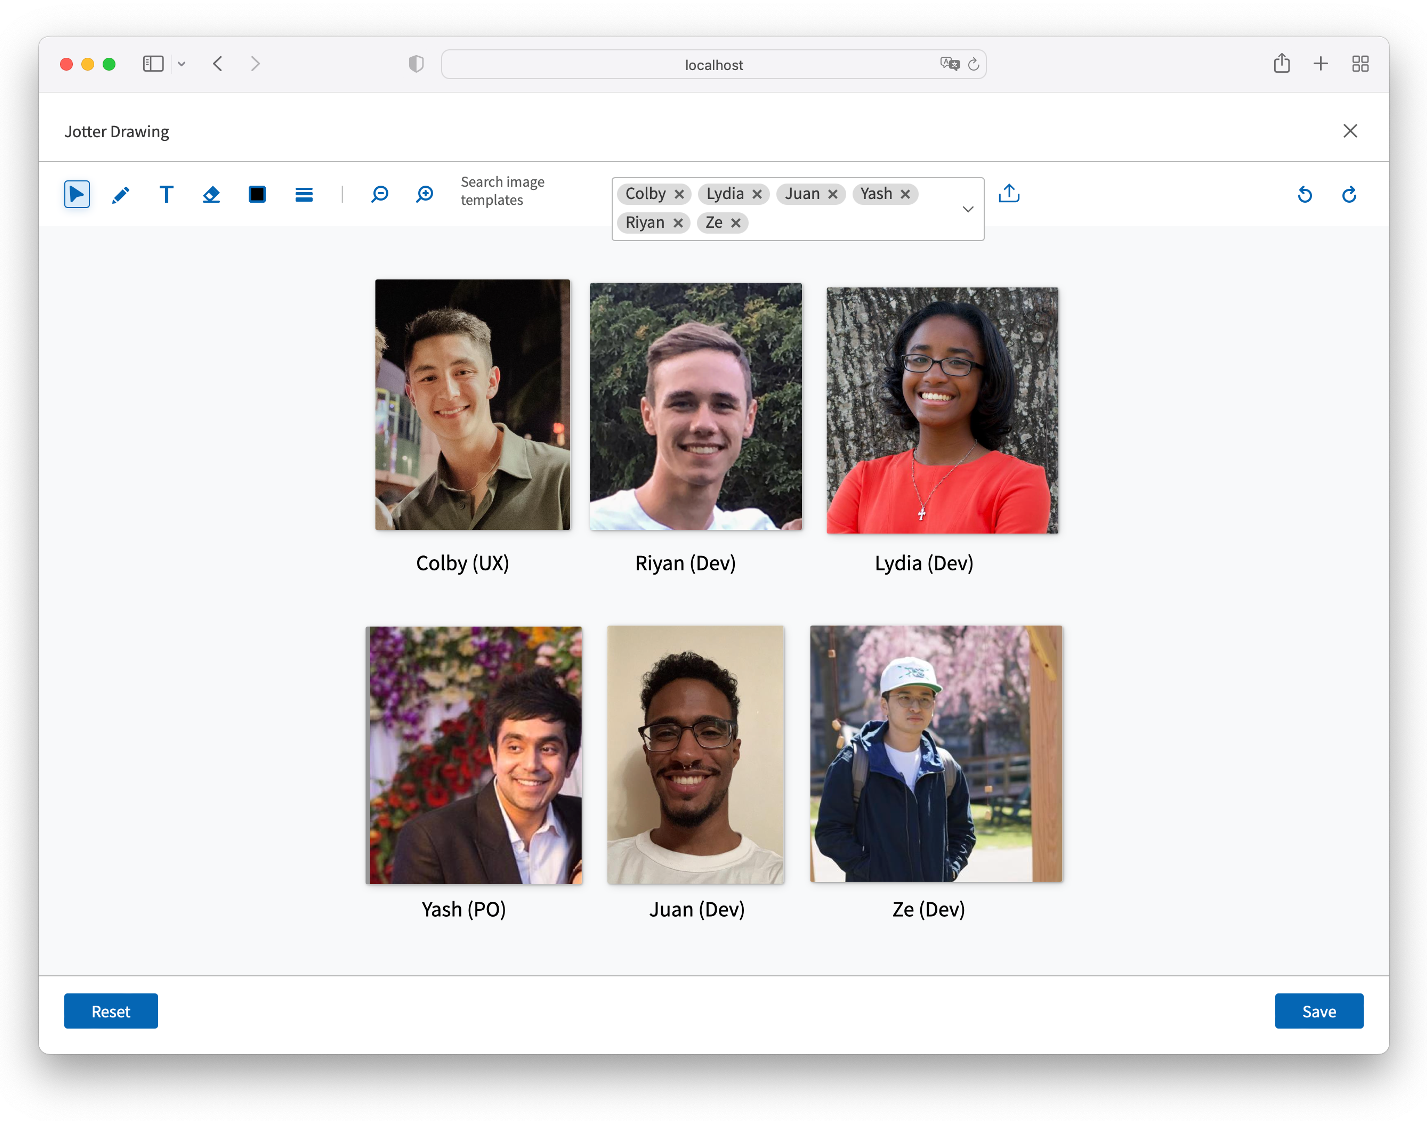 localhost
Jotter Drawing
Search image
templates
Colby × Lydia × Juan × Yash ×
Riyan × Ze ×
Colby (UX)
Riyan (Dev)
Lydia (Dev)
Yash (PO)
Juan (Dev)
Ze (Dev)
Reset
Save